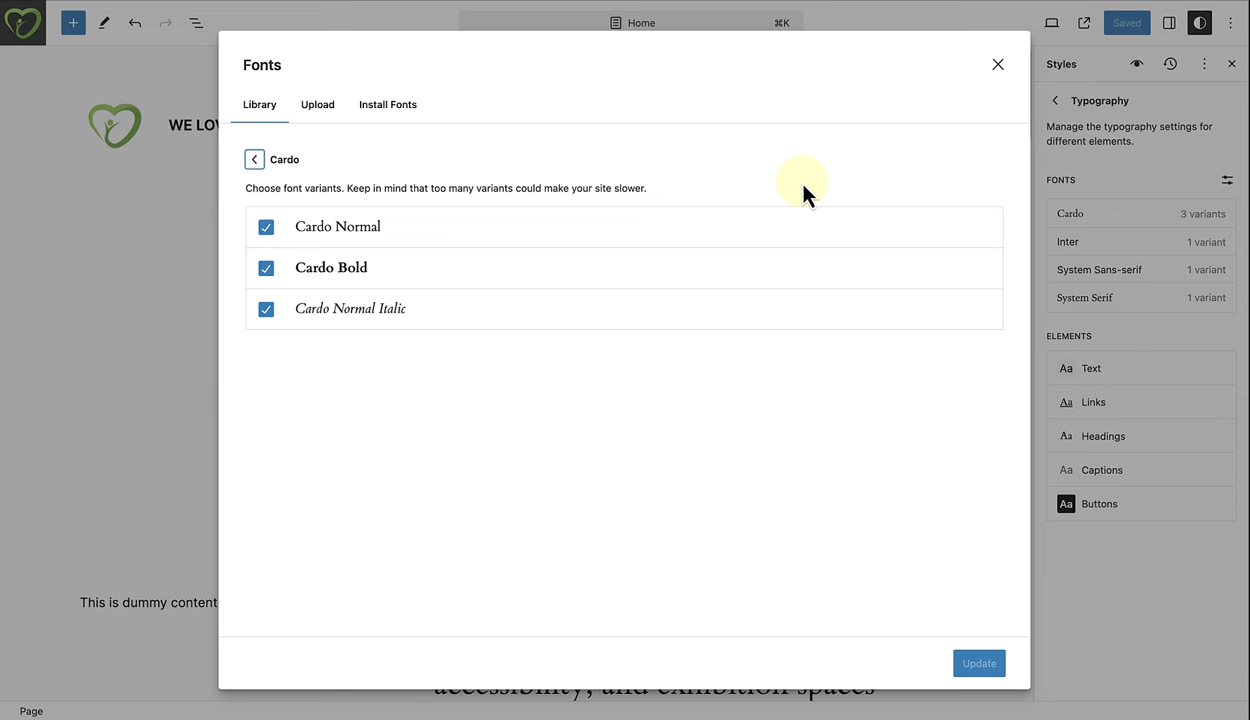 Home
⌘K
Saved
Fonts
Library
Upload
Install Fonts
Cardo
Choose font variants. Keep in mind that too many variants could make your site slower.
Cardo Normal
Cardo Bold
Cardo Normal Italic
Update
WE LOV
This is dummy content
accessibility, and exhibition spaces
Page
Styles
Typography
Manage the typography settings for
different elements.
FONTS
Cardo 3 variants
Inter 1 variant
System Sans-serif 1 variant
System Serif 1 variant
ELEMENTS
Aa Text
Aa Links
Aa Headings
Aa Captions
Aa Buttons